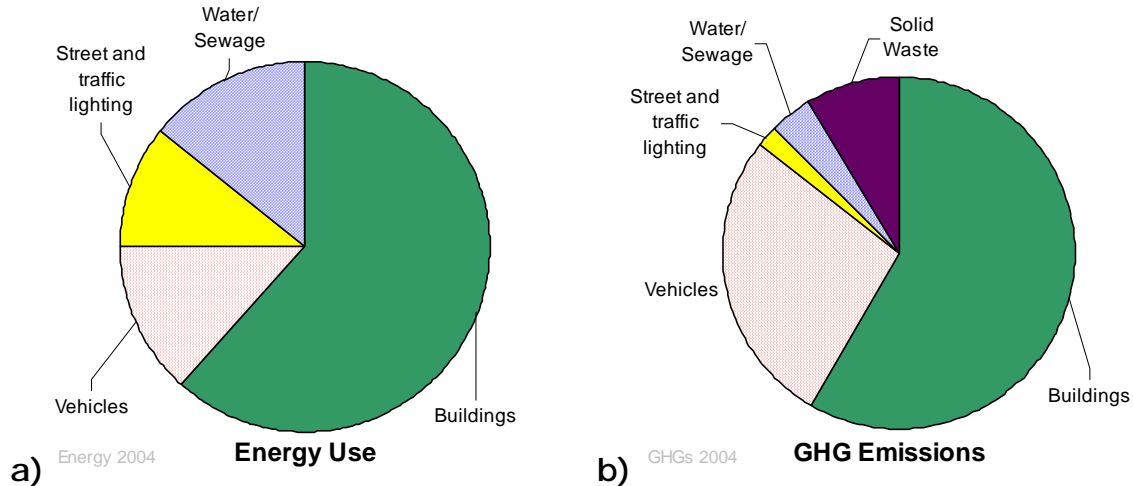 Water/
Sewage
Street and
traffic
lighting
Vehicles
Buildings
a)
Energy 2004
Energy Use
Solid
Waste
Water/
Sewage
Street and
traffic
lighting
Vehicles
Buildings
b)
GHGs 2004
GHG Emissions